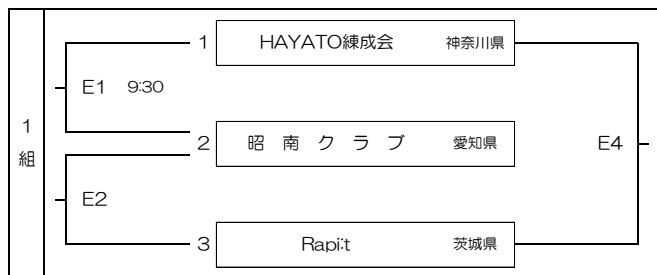 1組
1 HAYATO練成会 神奈川県
E1 9:30
2 昭南クラブ 愛知県
E4
E2
3 Rapi:t 茨城県